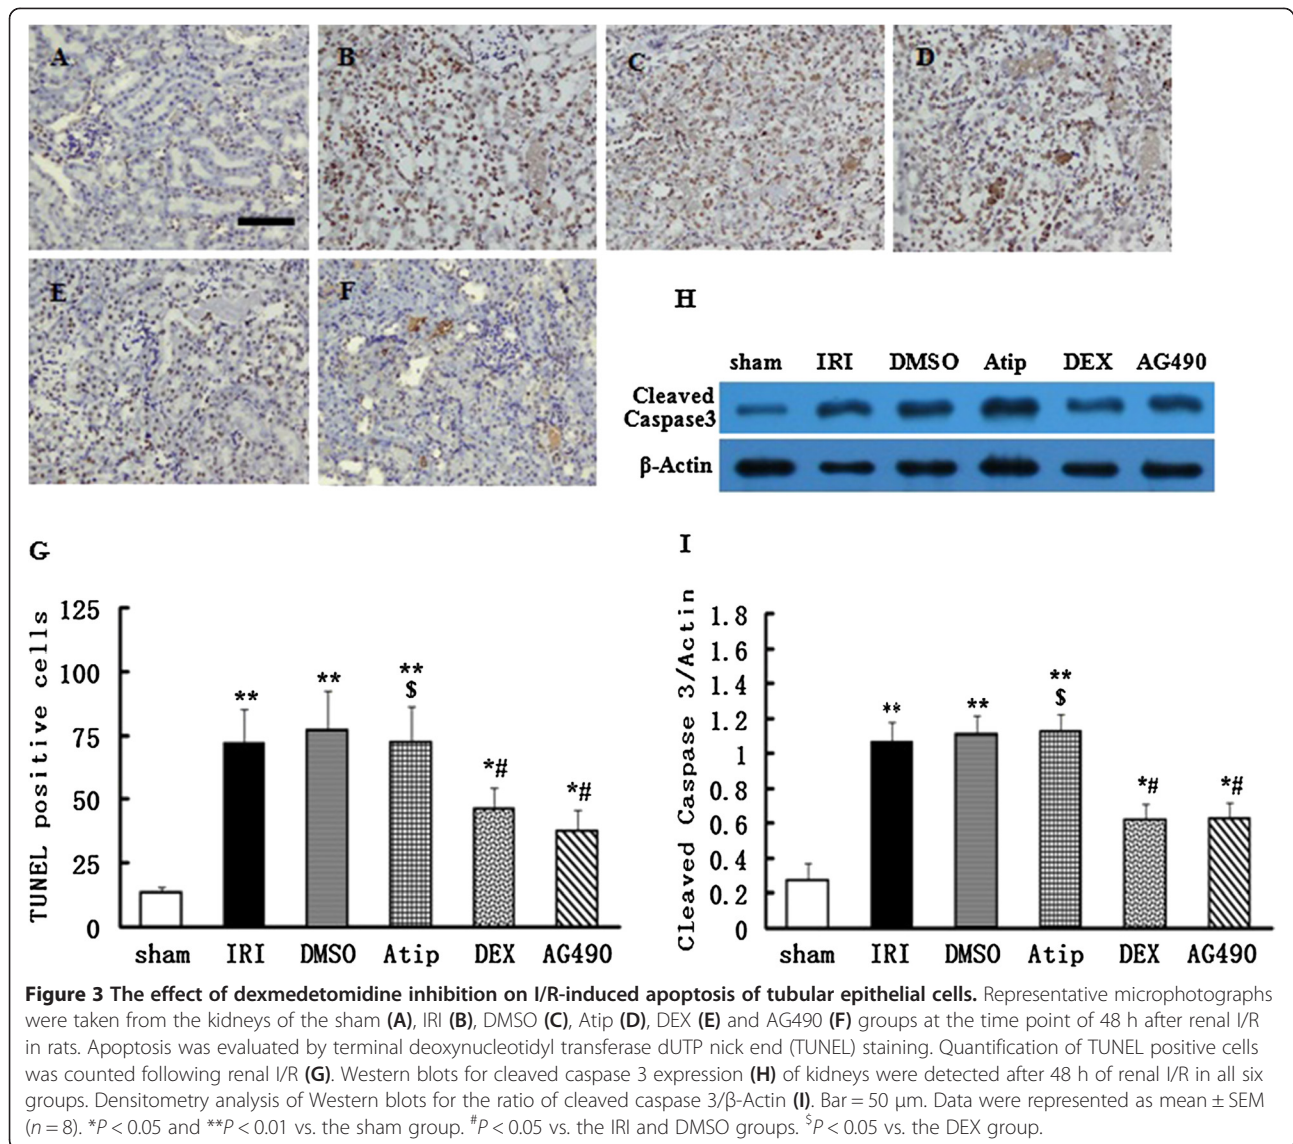 A
B
C
D
E
F
H
sham IRI DMSO Atip DEX AG490
Cleaved
Caspase3
β-Actin
G
TUNEL positive cells
125
100
75
50
25
0
**
**
**
$
*#
*#
sham IRI DMSO Atip DEX AG490
I
Cleaved Caspase 3/Actin
1.8
1.6
1.4
1.2
1
0.8
0.6
0.4
0.2
0
**
**
**
$
*#
*#
sham IRI DMSO Atip DEX AG490
Figure 3 The effect of dexmedetomidine inhibition on I/R-induced apoptosis of tubular epithelial cells. Representative microphotographs
were taken from the kidneys of the sham (A), IRI (B), DMSO (C), Atip (D), DEX (E) and AG490 (F) groups at the time point of 48 h after renal I/R
in rats. Apoptosis was evaluated by terminal deoxynucleotidyl transferase dUTP nick end (TUNEL) staining. Quantification of TUNEL positive cells
was counted following renal I/R (G). Western blots for cleaved caspase 3 expression (H) of kidneys were detected after 48 h of renal I/R in all six
groups. Densitometry analysis of Western blots for the ratio of cleaved caspase 3/β-Actin (I). Bar = 50 μm. Data were represented as mean ± SEM
(n = 8). *P < 0.05 and **P < 0.01 vs. the sham group. #P < 0.05 vs. the IRI and DMSO groups. $P < 0.05 vs. the DEX group.